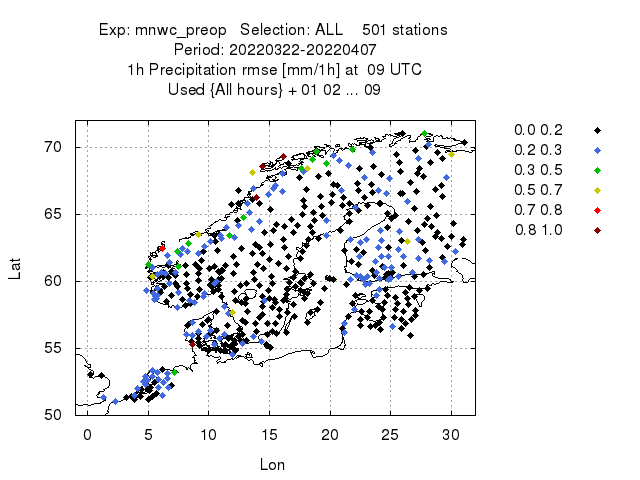 Exp: mnwc_preop   Selection: ALL    501 stations
Period: 20220322-20220407
1h Precipitation rmse [mm/1h] at  09 UTC
Used {All hours} + 01 02 ... 09
0.0 0.2
0.2 0.3
0.3 0.5
0.5 0.7
0.7 0.8
0.8 1.0
70
65
60
55
50
Lat
0 5 10 15 20 25 30
Lon